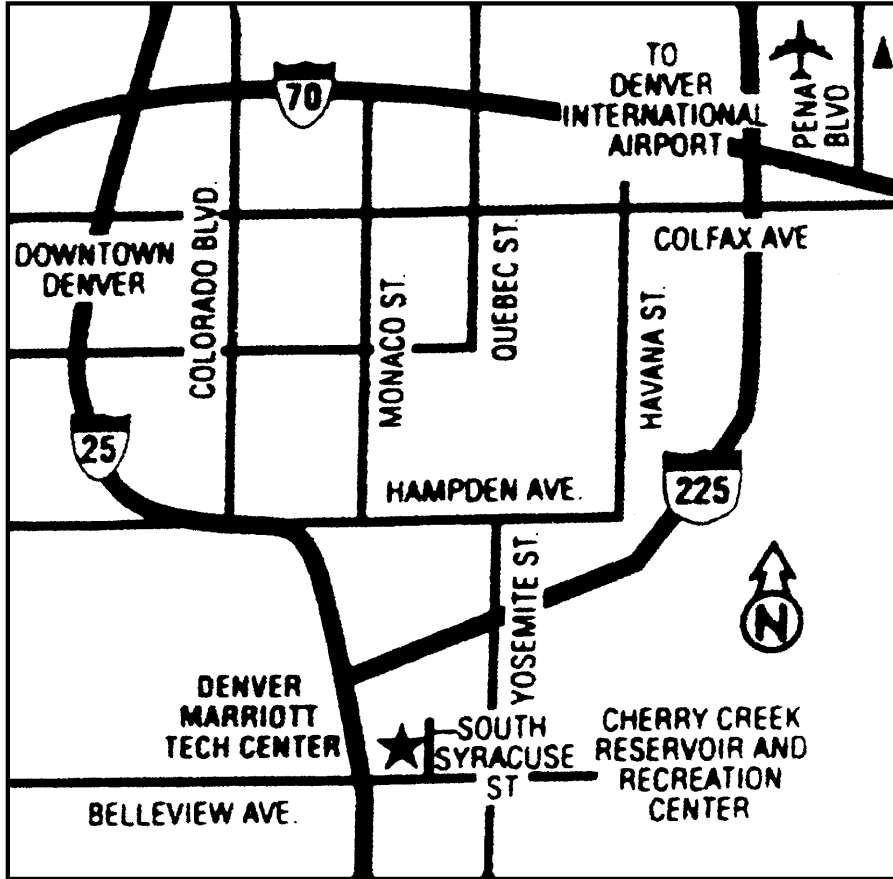 70
TO
DENVER
INTERNATIONAL
AIRPORT
PENA
BLVD
COLORADO BLVD.
DOWNTOWN
DENVER
MONACO ST.
QUEBEC ST.
HAVANA ST.
COLFAX AVE
25
HAMPDEN AVE.
225
YOSEMITE ST.
N
DENVER
MARRIOTT
TECH CENTER
SOUTH
SYRACUSE
ST
CHERRY CREEK
RESERVOIR AND
RECREATION
CENTER
BELLEVIEW AVE.